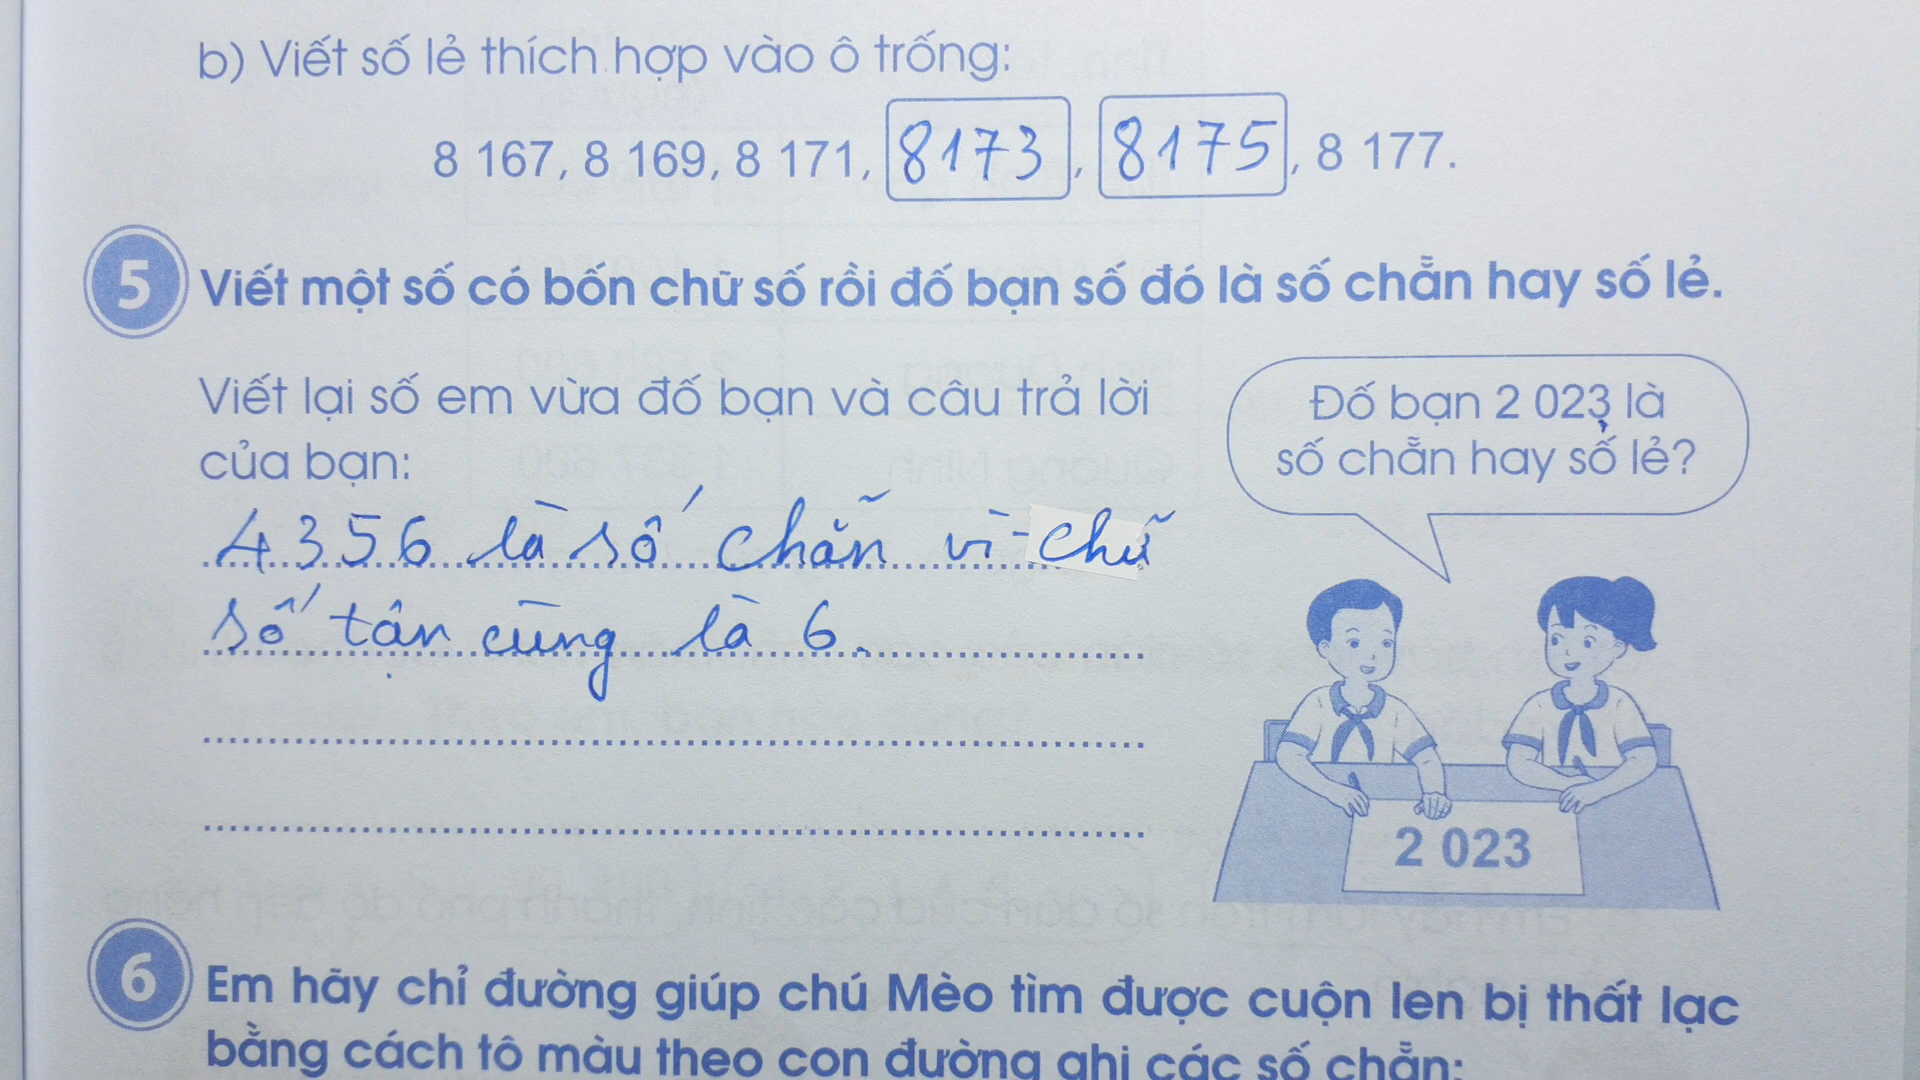 b) Viết số lẻ thích hợp vào ô trống:
8 167, 8 169, 8 171, 8173, 8175, 8 177.
5 Viết một số có bốn chữ số rồi đố bạn số đó là số chẵn hay số lẻ.
Viết lại số em vừa đố bạn và câu trả lời
của bạn:
4356 là số chẵn vì chữ
số tận cùng là 6.
Đố bạn 2 023 là
số chẵn hay số lẻ?
2 023
6 Em hãy chỉ đường giúp chú Mèo tìm được cuộn len bị thất lạc
bằng cách tô màu theo con đường ghi các số chẵn: